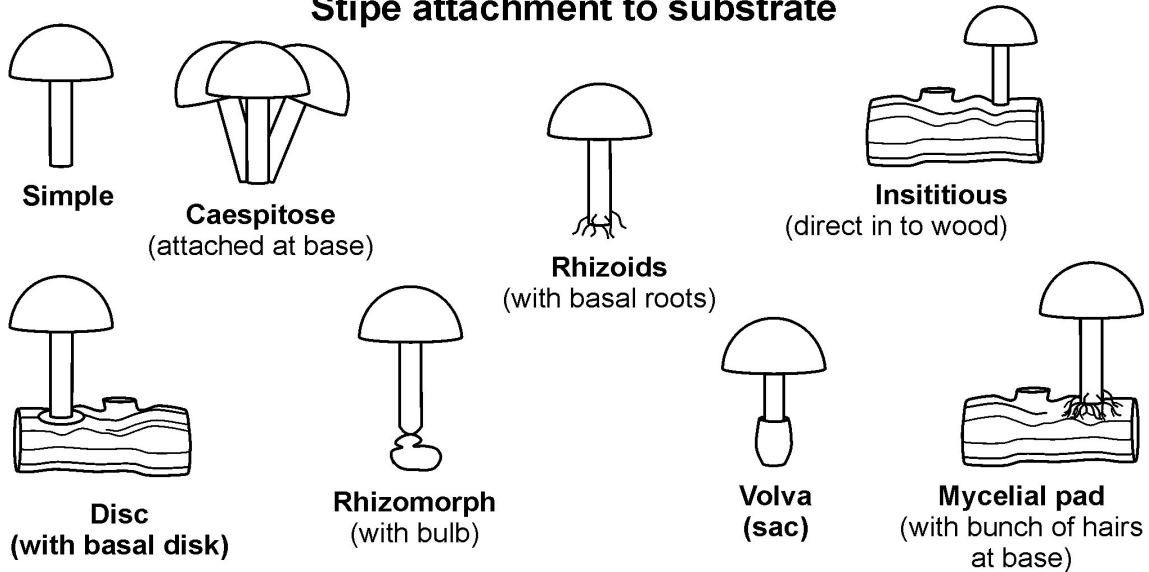 Stipe attachment to substrate
Simple
Caespitose
(attached at base)
Rhizoids
(with basal roots)
Insititious
(direct in to wood)
Disc
(with basal disk)
Rhizomorph
(with bulb)
Volva
(sac)
Mycelial pad
(with bunch of hairs
at base)